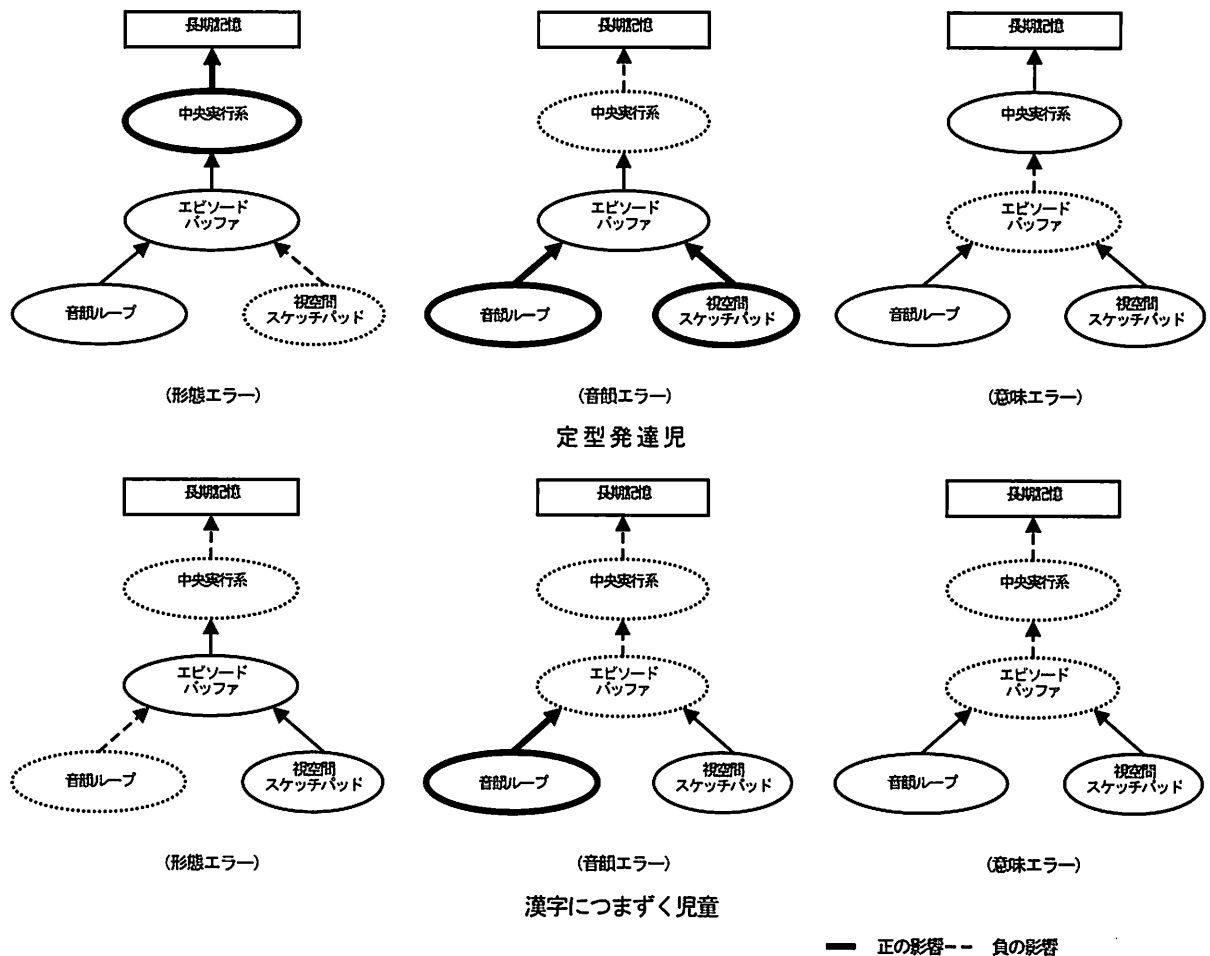 長期記憶
中央実行系
エピソード
バッファ
音韻ループ
視空間
スケッチパッド
(形態エラー)
長期記憶
中央実行系
エピソード
バッファ
音韻ループ
視空間
スケッチパッド
(音韻エラー)
長期記憶
中央実行系
エピソード
バッファ
音韻ループ
視空間
スケッチパッド
(意味エラー)
定型発達児
長期記憶
中央実行系
エピソード
バッファ
音韻ループ
視空間
スケッチパッド
(形態エラー)
長期記憶
中央実行系
エピソード
バッファ
音韻ループ
視空間
スケッチパッド
(音韻エラー)
長期記憶
中央実行系
エピソード
バッファ
音韻ループ
視空間
スケッチパッド
(意味エラー)
漢字につまずく児童
正の影響 負の影響